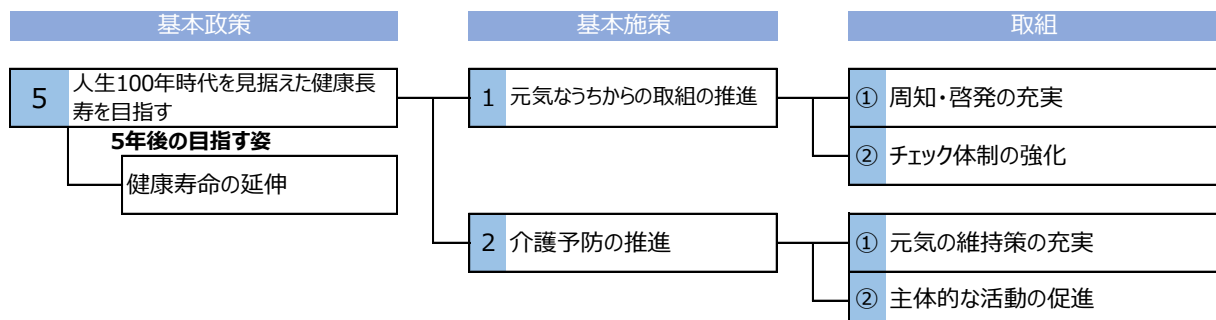 基本政策
基本施策
取組
5
人生100年時代を見据えた健康長
寿を目指す
5年後の目指す姿
健康寿命の延伸
1 元気なうちからの取組の推進
① 周知・啓発の充実
② チェック体制の強化
2 介護予防の推進
① 元気の維持策の充実
② 主体的な活動の促進